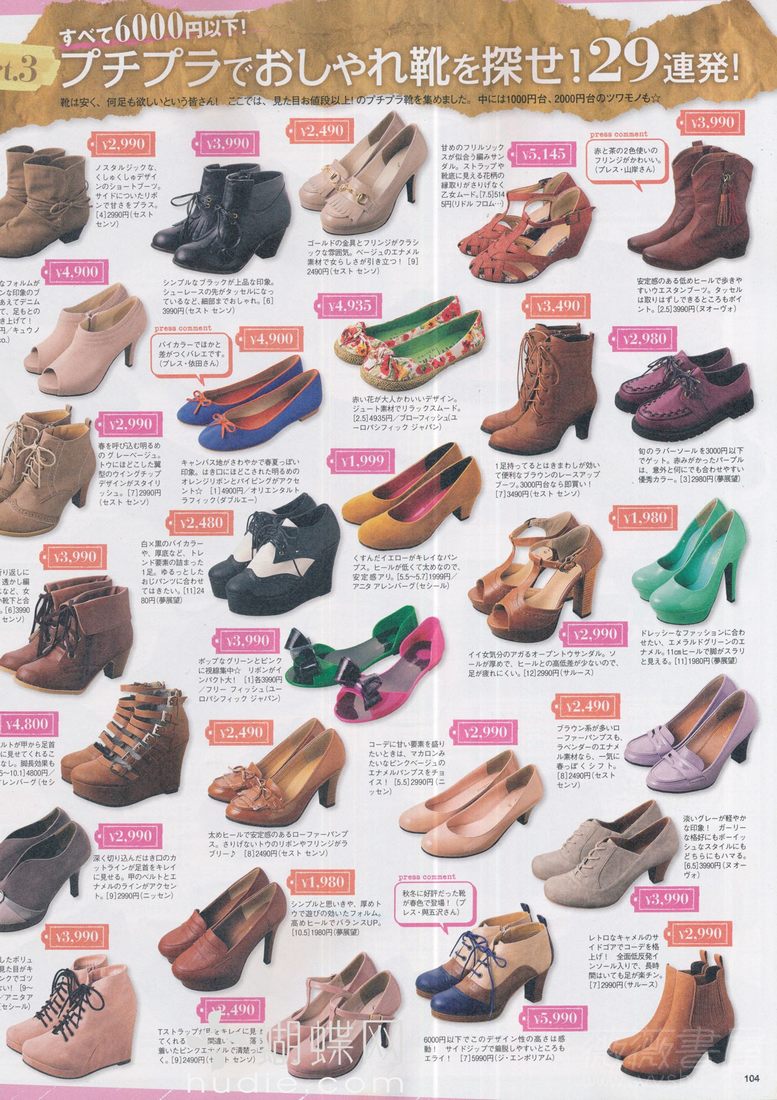 すべて6000円以下!
t.3
プチプラでおしゃれ靴を探せ!29連発!
靴は安く、何足も欲しいという皆さん! ここでは、見た目お値段以上!のプチプラ靴を集めました。中には1000円台、2000円台のツワモノも☆
¥2,990
ノスタルジックな、
くしゅくしゅデザイ
ンのショートブーツ。
サイドについたリボ
ンで甘さをプラス。
[4]2990円(セスト
センソ)
¥3,990
シンプルなブラックが上品な印象。
シューレースの先がタッセルになって
いるなど、細部までおしゃれ。[6]
3990円(セスト センソ)
¥2,490
ゴールドの金具とフリンジがクラシ
ックな雰囲気。ベージュのエナメル
素材で女らしさが引き立つ! [9]
2490円(セスト センソ)
甘めのフリルソック
スが似合う編みサン
ダル。ストラップや
靴底に見える花柄の
縁取りがさりげなく
乙女ムード。[7.5]514
5円(リドル フロム…)
¥5,145
press comment
赤と茶の2色使いの
フリンジがかわいい。
(プレス・山岸さん)
¥3,990
安定感のある低めヒールで歩きや
すいウエスタンブーツ。タッセル
は取りはずしできるところもポイ
ント。[2.5]3990円(ヌオーヴォ)
¥4,900
なフォルムが
ンな印象のブ
あえてデニム
て、足もとの
き上げて!
円/キュウノ
co.)
press comment
バイカラーではかと
差がつくバレエです。
(プレス・依田さん)
¥4,900
キャンバス地がさわやかで春夏っぽい
印象。はき口にほどこされた明るめの
オレンジリボンとパイピングがアクセ
ント☆ [1]4900円/オリエンタルト
ラフィック(ダブルエー)
¥4,935
赤い花が大人かわいいデザイン。
ジュート素材でリラックスムード。
[2.5]4935円/ブローフィッシュ(ユ
ーロパシフィック ジャパン)
¥3,490
1足持ってるとはきまわしが効い
て便利なブラウンのレースアップ
ブーツ。3000円台なら即買い!
[7]3490円(セスト センソ)
¥2,980
旬のラバーソールを3000円以下
でゲット。赤みがかったパープル
は、意外と何にでも合わせやすい
優秀カラー。[3]2980円(夢展望)
¥2,990
春を呼び込む明るめ
の グレーベージュ。
トウにほどこした翼
型のウイングチップ
デザインがスタイリ
ッシュ。[7]2990円
(セスト センソ)
¥2,480
白×黒のバイカラー
や、厚底など、トレ
ンド要素の詰まった
1足。ゆるっとした
おじパンツに合わせ
てはきたい。[11]24
80円(夢展望)
¥1,999
くすんだイエローがキレイなパン
プス。ヒールが低くて太めなので、
安定感アリ。[5.5~5.7]1999円/
アニタ アレンバーグ(セシール)
¥2,990
イイ女気分のアガるオープントウサンダル。ソ
ールが厚めで、ヒールとの高低差が少ないので、
足が疲れにくい。[12]2990円(サルース)
¥1,980
ドレッシーなファッションに合わ
せたい、エメラルドグリーンのエ
ナメル。11cmヒールで脚がスラリ
と見える。[11]1980円(夢展望)
¥3,990
折り返しに
透かし編
など、女
い靴下と合
。[6]3990
センソ)
¥3,990
ポップなグリーンとピンク
に視線集中☆ リボンがイ
ンパクト大! [1]各3990円
/フリー フィッシュ(ユー
ロパシフィック ジャパン)
¥4,800
ルトが甲から足首
に見せてくれるこ
なし。脚長効果も
5~10.1]4800円/
アレンバーグ(セシ
¥2,490
太めヒールで安定感のあるローファーパンプ
ス。さりげないトウのリボンやフリンジがラ
ブリー♪ [8]2490円(セスト センソ)
コーデに甘い要素を盛り
たいときは、マカロンみ
たいなピンクベージュの
エナメルパンプスをチョ
イス! [5.5]2990円(ニ
ッセン)
¥2,990
¥2,490
ブラウン系が多いロ
ーファーパンプスも、
ラベンダーのエナメ
ル素材なら、一気に
春っぽくシフト。
[8]2490円(セスト
センソ)
¥2,990
深く切り込んだはき口のカ
ットラインが足首をキレイ
に見せる。甲のベルトとエ
ナメルのラインがアクセン
ト。[9]2990円(ニッセン)
¥1,980
シンプルと思いきや、厚めト
ウで遊びの効いたフォルム。
高めヒールでバランスUP。
[10.5]1980円(夢展望)
淡いグレーが軽やか
な印象! ガーリー
な格好にもボーイッ
シュなスタイルにも
どちらにもハマる。
[6.5]3990円(ヌオー
ヴォ)
¥3,990
press comment
秋冬に好評だった靴
が春色で登場! (プ
レス・與五沢さん)
¥5,990
6000円以下でこのデザイン性の高さは感
動! サイドジップで着脱しやすいところも
エライ! [7]5990円(ジ・エンポリアム)
¥3,990
したボリュ
見た目がキ
ンクでゴツ
ない! [9~
/アニタア
セシール)
¥2,490
Tストラップが足をキレイに見せ
てくれる
着いたピンクエナメルで清楚っぽ
く。[9]2490円(セスト センソ)
¥2,990
レトロなキャメルのサ
イドゴアでコーデを格
上げ! 全面低反発イ
ンソール入りで、長時
間はいても足が楽チン。
[7]2990円(サルース)
蝴蝶网
nudie.com
104